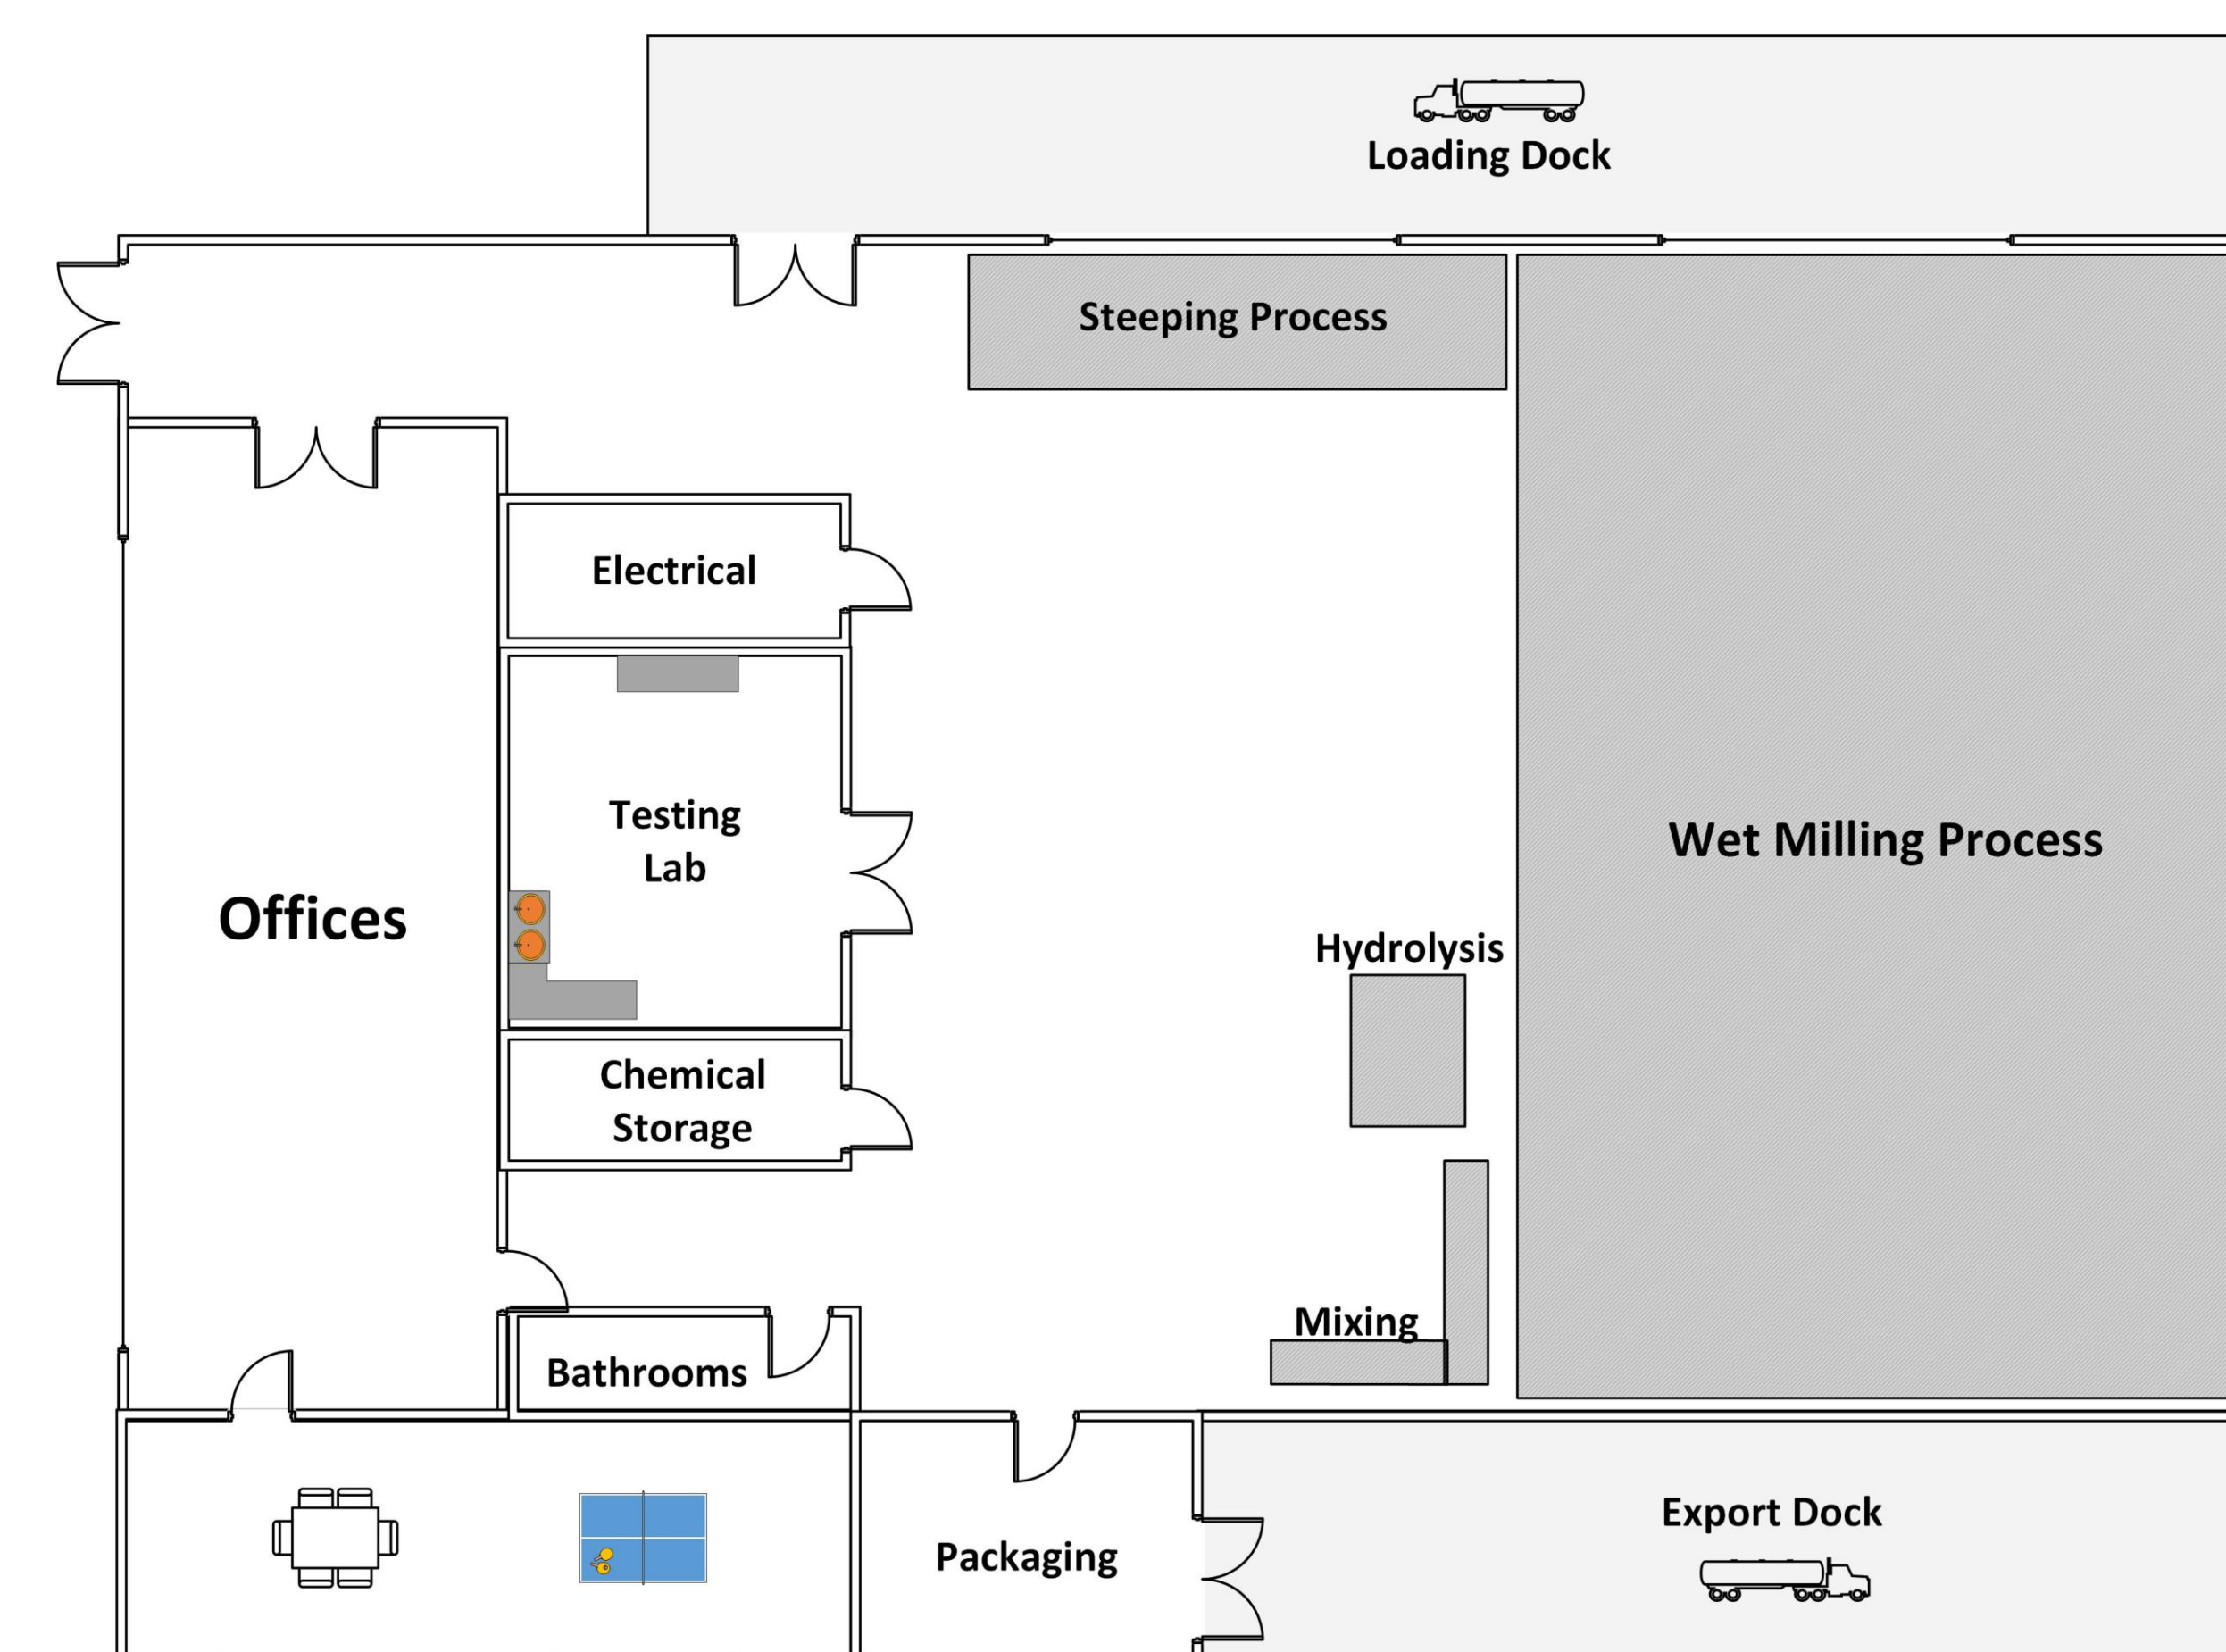 Loading Dock
Steeping Process
Electrical
Testing
Lab
Wet Milling Process
Offices
Hydrolysis
Chemical
Storage
Mixing
Bathrooms
Export Dock
Packaging